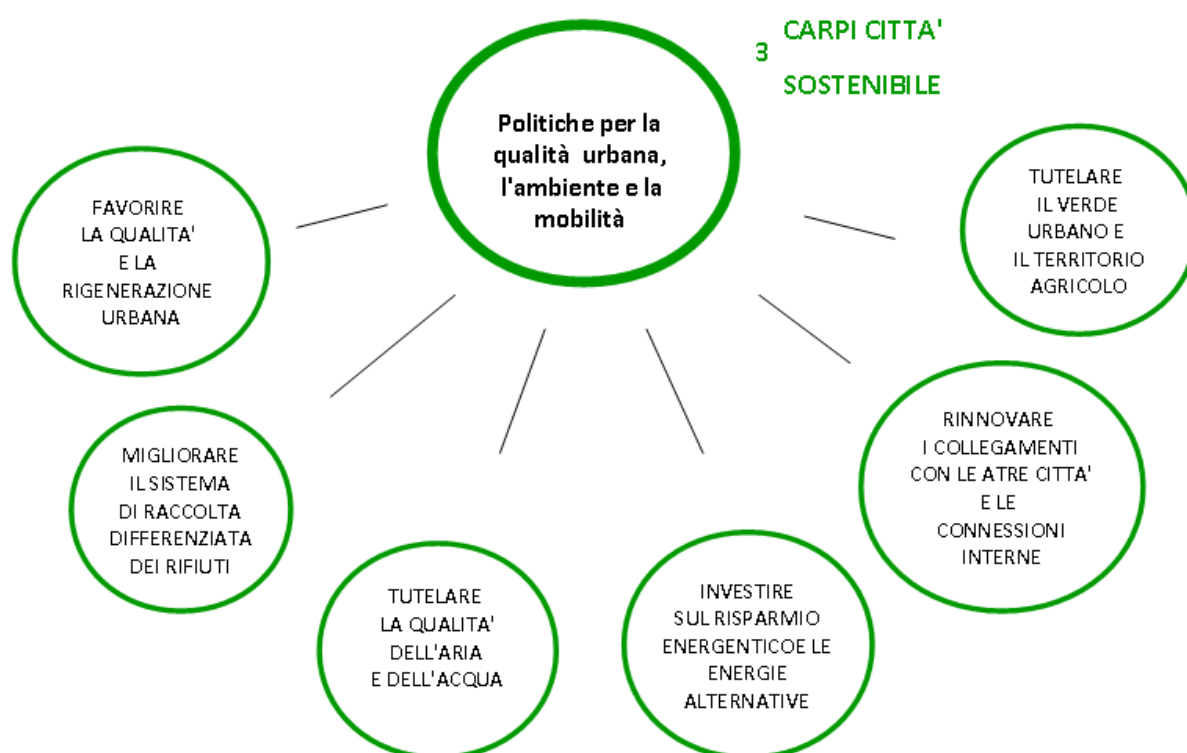 3
CARPI CITTA'
SOSTENIBILE
Politiche per la
qualità urbana,
l'ambiente e la
mobilità
FAVORIRE
LA QUALITA'
E LA
RIGENERAZIONE
URBANA
MIGLIORARE
IL SISTEMA
DI RACCOLTA
DIFFERENZIATA
DEI RIFIUTI
TUTELARE
LA QUALITA'
DELL'ARIA
E DELL'ACQUA
INVESTIRE
SUL RISPARMIO
ENERGENTICOE LE
ENERGIE
ALTERNATIVE
RINNOVARE
I COLLEGAMENTI
CON LE ATRE CITTA'
E LE
CONNESSIONI
INTERNE
TUTELARE
IL VERDE
URBANO E
IL TERRITORIO
AGRICOLO